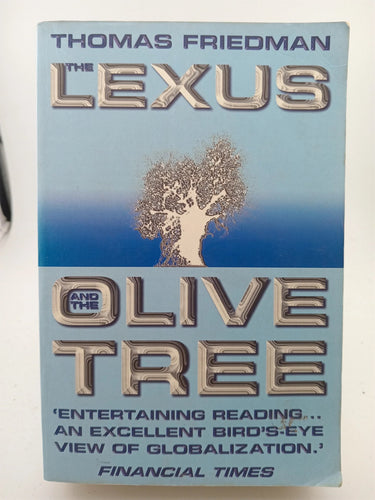 THOMAS FRIEDMAN
THE
LEXUS
AND THE
OLIVE
TREE
'ENTERTAINING READING...
AN EXCELLENT BIRD'S-EYE
VIEW OF GLOBALIZATION.'
FINANCIAL TIMES